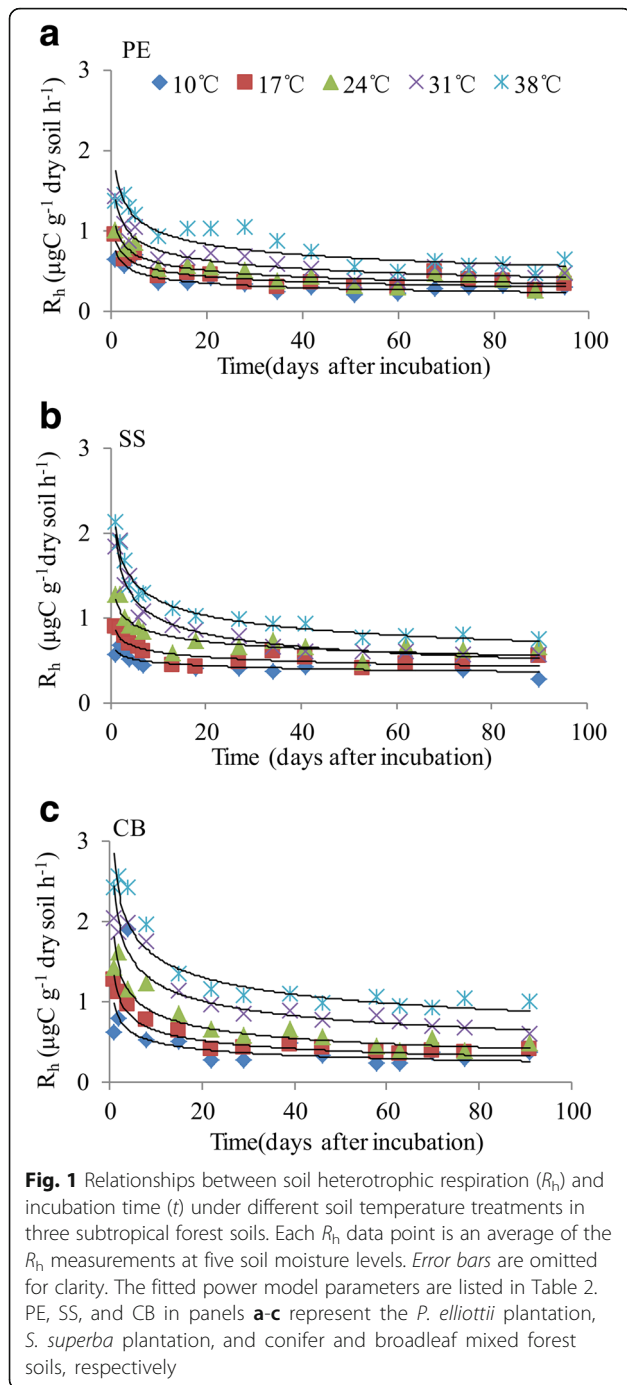 a
PE
10℃ 17℃ 24℃ 31℃ 38℃
3
2
1
0
Rₕ (µgC g⁻¹ dry soil h⁻¹)
0 20 40 60 80 100
Time(days after incubation)
b
SS
3
2
1
0
Rₕ (µgC g⁻¹dry soil h⁻¹)
0 20 40 60 80 100
Time (days after incubation)
c
CB
3
2
1
0
Rₕ (µgC g⁻¹ dry soil h⁻¹)
0 20 40 60 80 100
Time(days after incubation)
Fig. 1 Relationships between soil heterotrophic respiration (Rₕ) and
incubation time (t) under different soil temperature treatments in
three subtropical forest soils. Each Rₕ data point is an average of the
Rₕ measurements at five soil moisture levels. Error bars are omitted
for clarity. The fitted power model parameters are listed in Table 2.
PE, SS, and CB in panels a-c represent the P. elliottii plantation,
S. superba plantation, and conifer and broadleaf mixed forest
soils, respectively